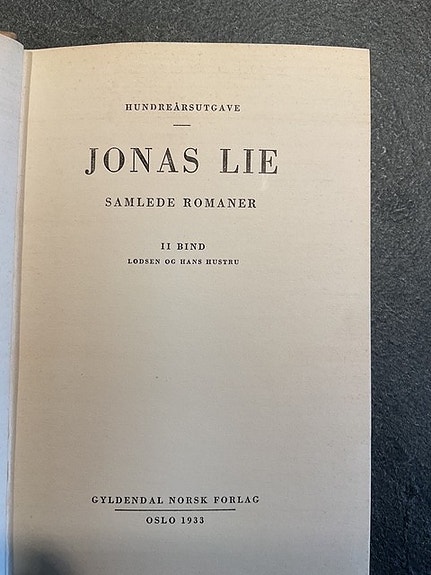 HUNDREÅRSUTGAVE
JONAS LIE
SAMLEDE ROMANER
II BIND
LODSEN OG HANS HUSTRU
GYLDENDAL NORSK FORLAG
OSLO 1933